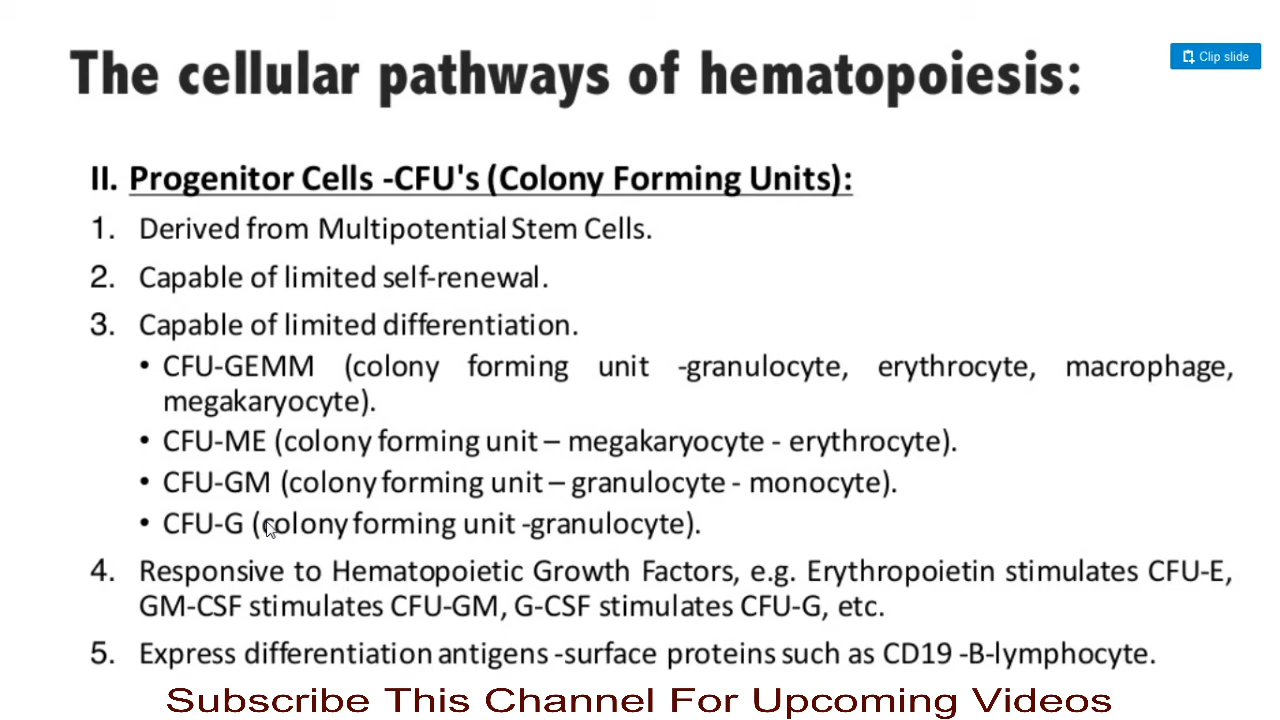 The cellular pathways of hematopoiesis:
Clip slide
II. Progenitor Cells -CFU's (Colony Forming Units):
1. Derived from Multipotential Stem Cells.
2. Capable of limited self-renewal.
3. Capable of limited differentiation.
• CFU-GEMM (colony forming unit -granulocyte, erythrocyte, macrophage,
megakaryocyte).
• CFU-ME (colony forming unit – megakaryocyte - erythrocyte).
• CFU-GM (colony forming unit – granulocyte - monocyte).
• CFU-G (colony forming unit -granulocyte).
4. Responsive to Hematopoietic Growth Factors, e.g. Erythropoietin stimulates CFU-E,
GM-CSF stimulates CFU-GM, G-CSF stimulates CFU-G, etc.
5. Express differentiation antigens -surface proteins such as CD19 -B-lymphocyte.
Subscribe This Channel For Upcoming Videos